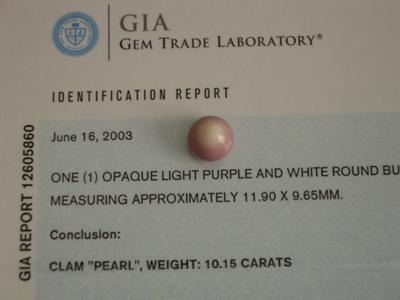 GIA
GEM TRADE LABORATORY®
IDENTIFICATION REPORT
June 16, 2003
ONE (1) OPAQUE LIGHT PURPLE AND WHITE ROUND BU
MEASURING APPROXIMATELY 11.90 X 9.65MM.
Conclusion:
CLAM "PEARL", WEIGHT: 10.15 CARATS
GIA REPORT 12605860